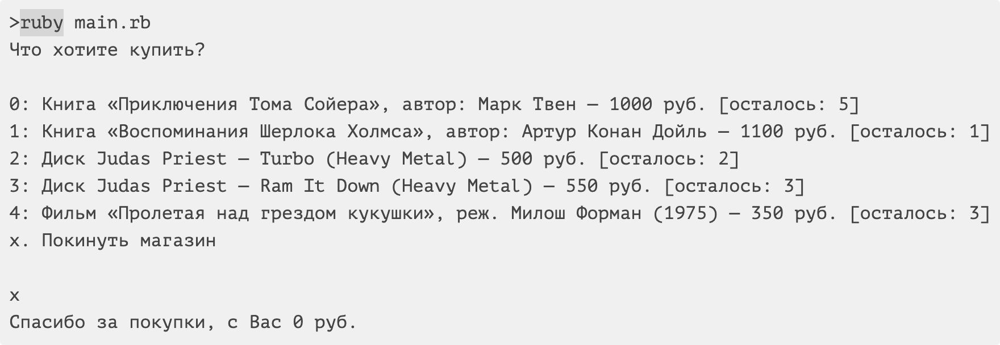 >ruby main.rb
Что хотите купить?
0: Книга «Приключения Тома Сойера», автор: Марк Твен — 1000 руб. [осталось: 5]
1: Книга «Воспоминания Шерлока Холмса», автор: Артур Конан Дойль — 1100 руб. [осталось: 1]
2: Диск Judas Priest — Turbo (Heavy Metal) — 500 руб. [осталось: 2]
3: Диск Judas Priest — Ram It Down (Heavy Metal) — 550 руб. [осталось: 3]
4: Фильм «Пролетая над грездом кукушки», реж. Милош Форман (1975) — 350 руб. [осталось: 3]
x. Покинуть магазин
x
Спасибо за покупки, с Вас 0 руб.